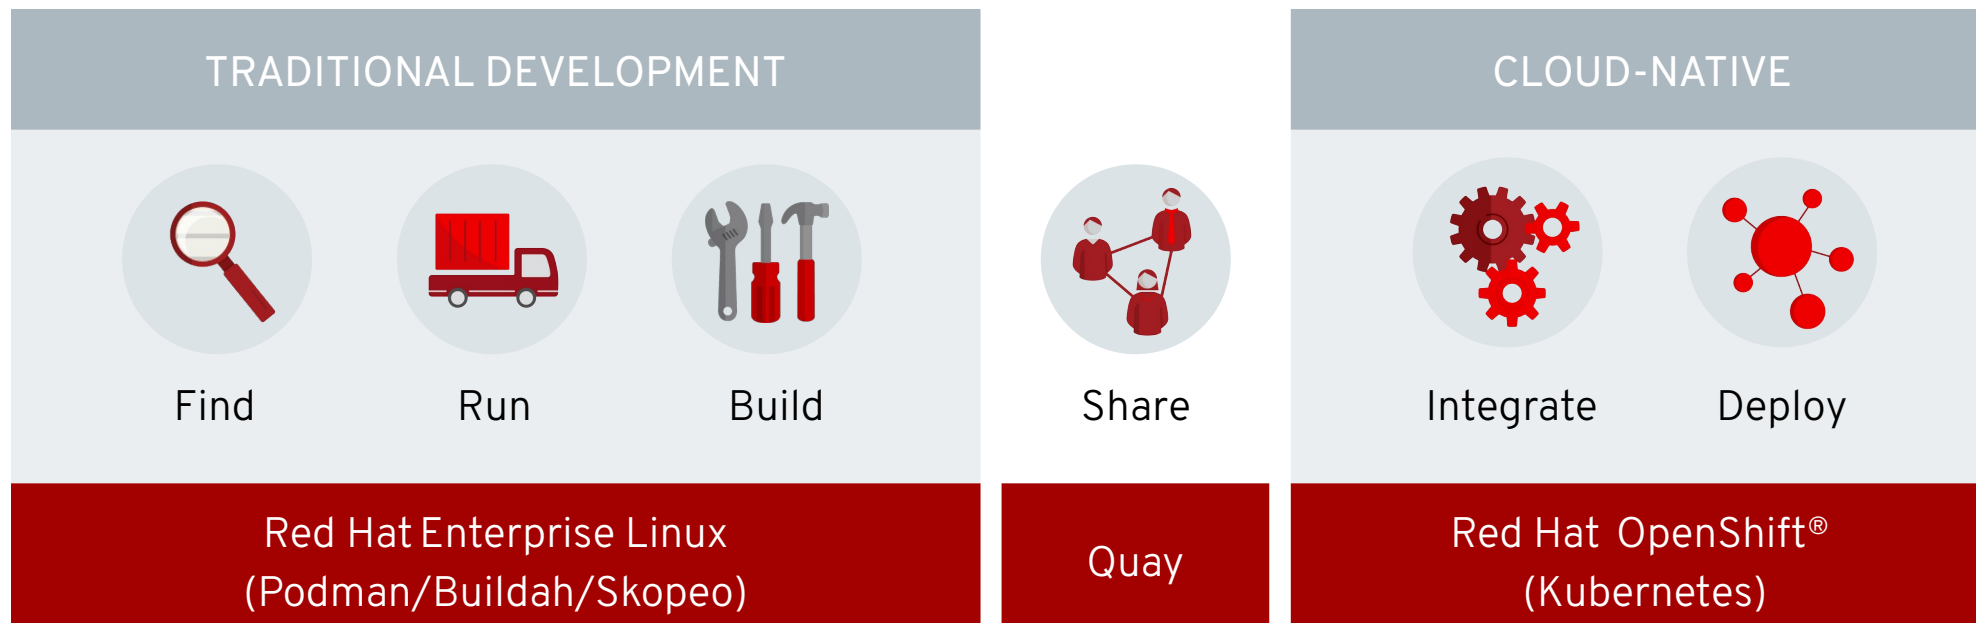 TRADITIONAL DEVELOPMENT
CLOUD-NATIVE
Find
Run
Build
Share
Integrate
Deploy
Red Hat Enterprise Linux
(Podman/Buildah/Skopeo)
Quay
Red Hat OpenShift®
(Kubernetes)